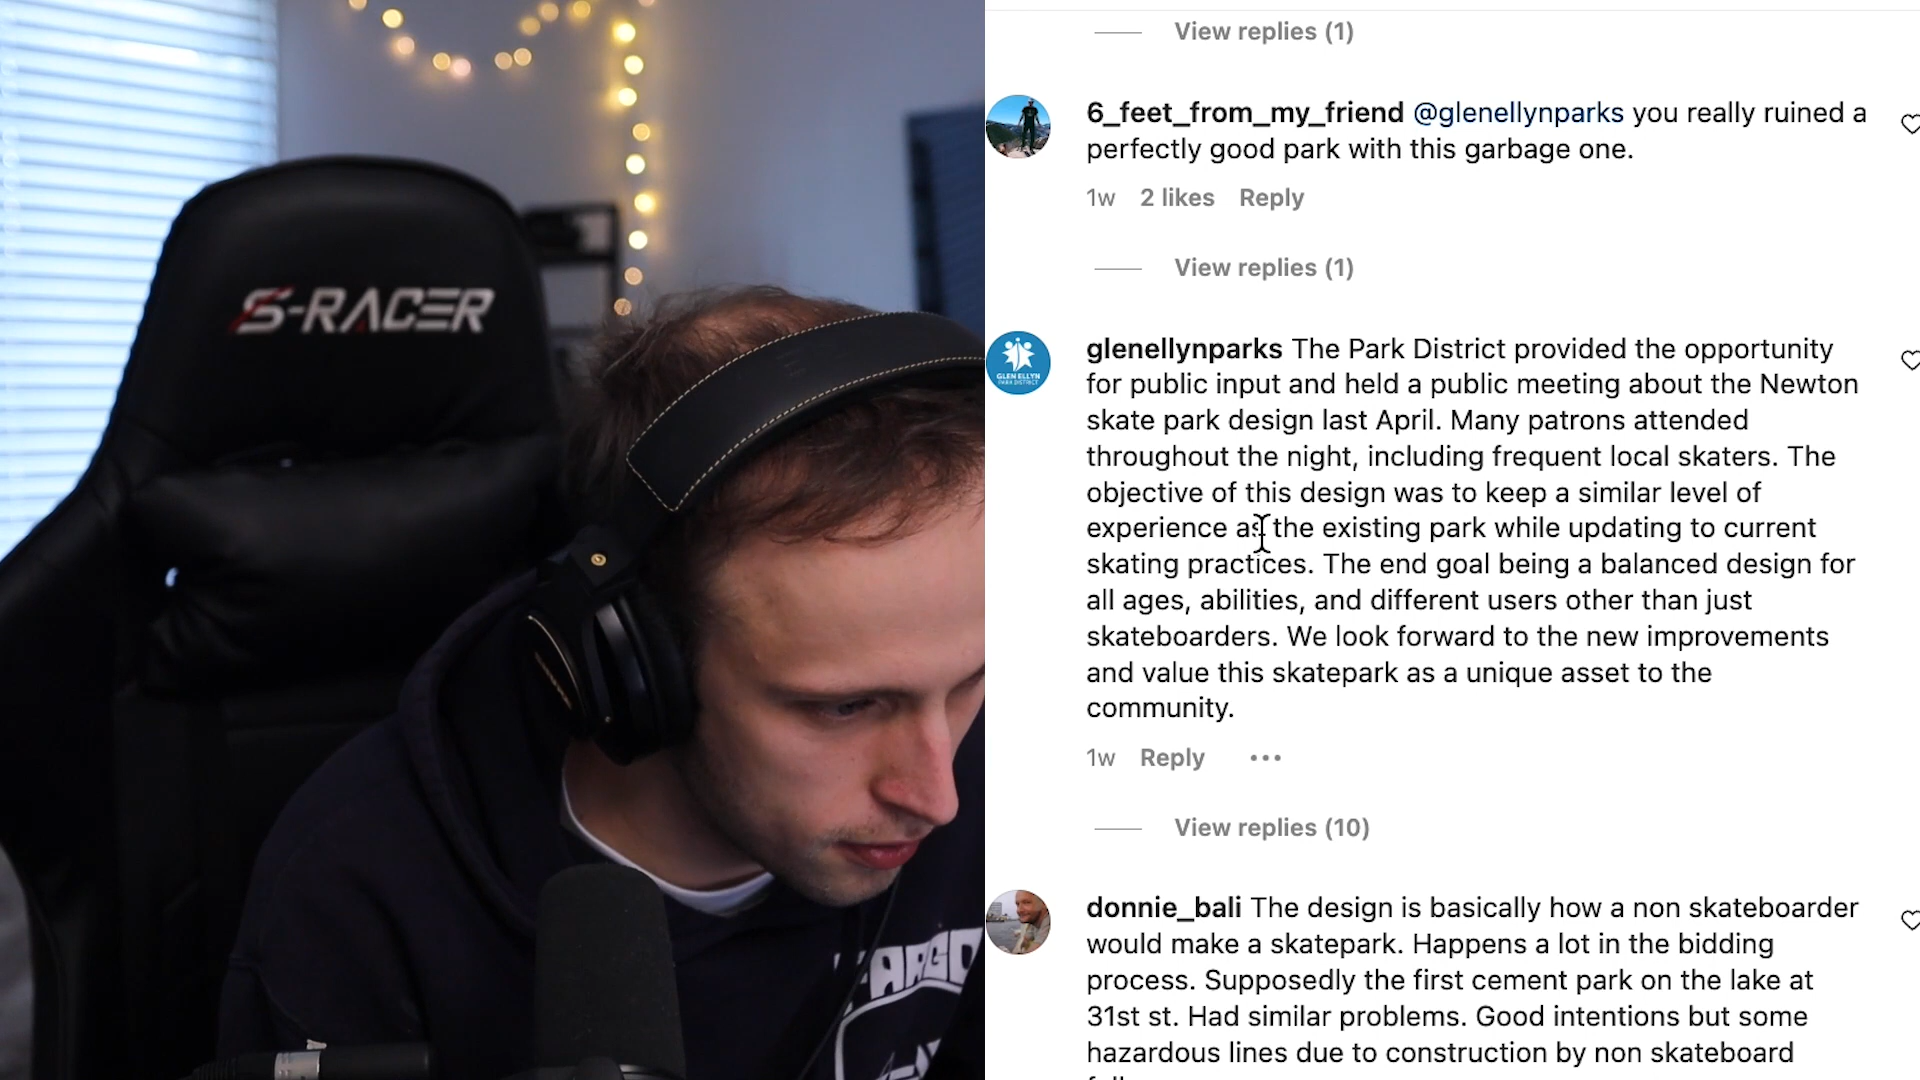 S-RACER
FARGO
View replies (1)
6_feet_from_my_friend @glenellynparks you really ruined a
perfectly good park with this garbage one.
1w 2 likes Reply
View replies (1)
GLEN ELLYN
PARK DISTRICT
glenellynparks The Park District provided the opportunity
for public input and held a public meeting about the Newton
skate park design last April. Many patrons attended
throughout the night, including frequent local skaters. The
objective of this design was to keep a similar level of
experience as the existing park while updating to current
skating practices. The end goal being a balanced design for
all ages, abilities, and different users other than just
skateboarders. We look forward to the new improvements
and value this skatepark as a unique asset to the
community.
1w Reply •••
View replies (10)
donnie_bali The design is basically how a non skateboarder
would make a skatepark. Happens a lot in the bidding
process. Supposedly the first cement park on the lake at
31st st. Had similar problems. Good intentions but some
hazardous lines due to construction by non skateboard